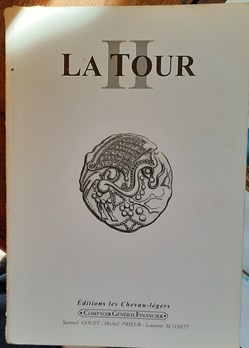 II
LA TOUR
Éditions les Chevau-légers
COMPTOIR GÉNÉRAL FINANCIER
Samuel GOUET - Michel PRIEUR - Laurent SCHMITT